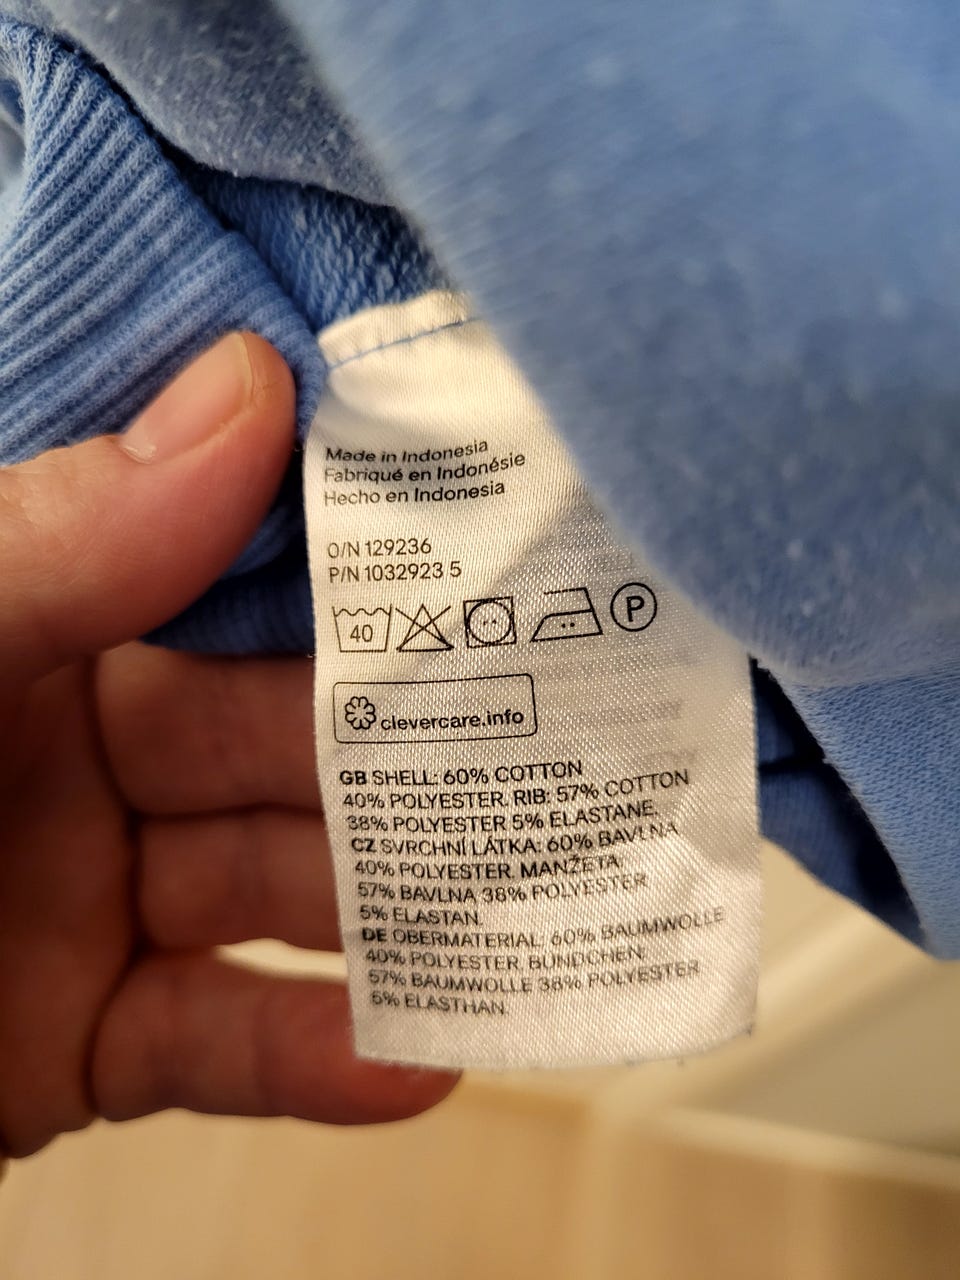 Made in Indonesia
Fabriqué en Indonésie
Hecho en Indonesia
O/N 129236
P/N 1032923 5
40 P
clevercare.info
GB SHELL: 60% COTTON
40% POLYESTER. RIB: 57% COTTON
38% POLYESTER 5% ELASTANE.
CZ SVRCHNÍ LÁTKA: 60% BAVLNA
40% POLYESTER. MANŽETA:
57% BAVLNA 38% POLYESTER
5% ELASTAN.
DE OBERMATERIAL: 60% BAUMWOLLE
40% POLYESTER. BÜNDCHEN:
57% BAUMWOLLE 38% POLYESTER
5% ELASTHAN.